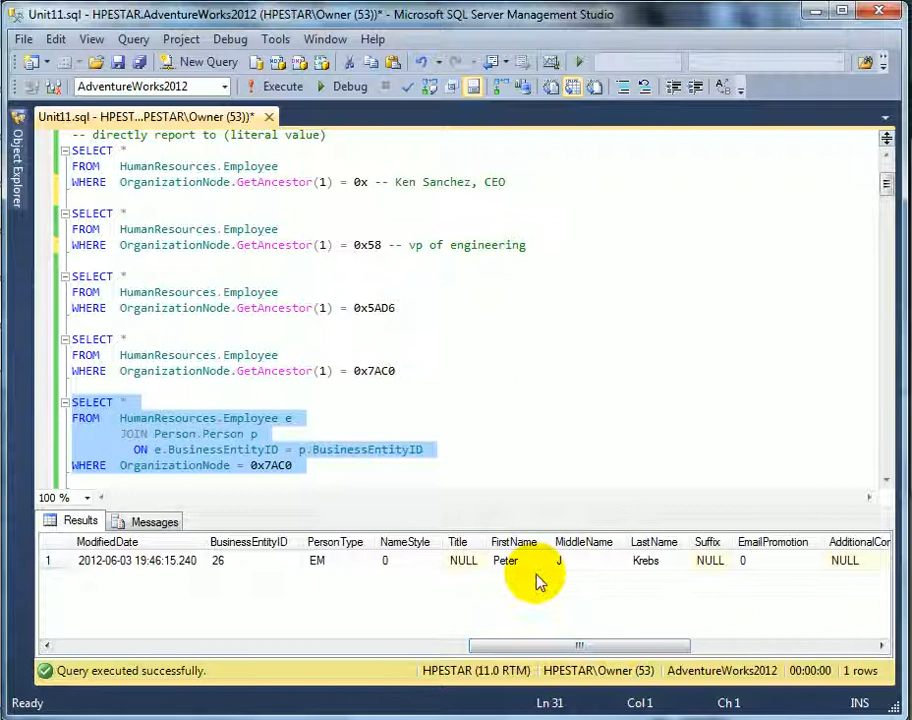 Unit11.sql - HPESTAR.AdventureWorks2012 (HPESTAR\Owner (53))* - Microsoft SQL Server Management Studio
File Edit View Query Project Debug Tools Window Help
New Query
AdventureWorks2012 Execute Debug
Unit11.sql - HPEST...PESTAR\Owner (53))*
Object Explorer
-- directly report to (literal value)
SELECT *
FROM HumanResources.Employee
WHERE OrganizationNode.GetAncestor(1) = 0x -- Ken Sanchez, CEO
SELECT *
FROM HumanResources.Employee
WHERE OrganizationNode.GetAncestor(1) = 0x58 -- vp of engineering
SELECT *
FROM HumanResources.Employee
WHERE OrganizationNode.GetAncestor(1) = 0x5AD6
SELECT *
FROM HumanResources.Employee
WHERE OrganizationNode.GetAncestor(1) = 0x7AC0
SELECT *
FROM HumanResources.Employee e
JOIN Person.Person p
ON e.BusinessEntityID = p.BusinessEntityID
WHERE OrganizationNode = 0x7AC0
100 %
Results Messages
ModifiedDate BusinessEntityID PersonType NameStyle Title FirstName MiddleName LastName Suffix EmailPromotion AdditionalCor
1 2012-06-03 19:46:15.240 26 EM 0 NULL Peter J Krebs NULL 0 NULL
Query executed successfully. HPESTAR (11.0 RTM) HPESTAR\Owner (53) AdventureWorks2012 00:00:00 1 rows
Ready Ln 31 Col 1 Ch 1 INS